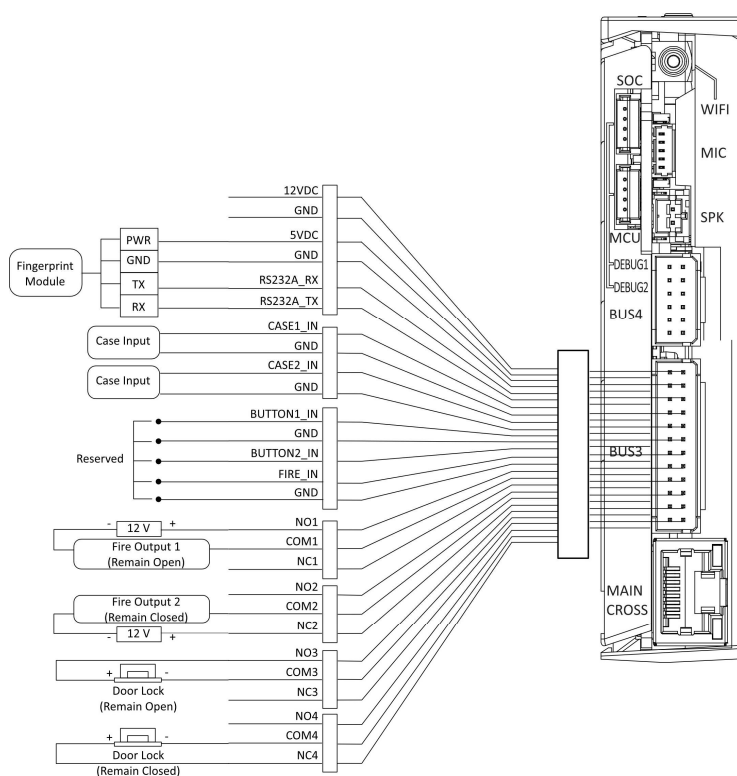 SOC
WIFI
MIC
SPK
MCU
DEBUG1
DEBUG2
BUS4
BUS3
MAIN
CROSS
12VDC
GND
PWR
5VDC
GND
GND
Fingerprint
Module
TX
RS232A_RX
RX
RS232A_TX
CASE1_IN
Case Input
GND
CASE2_IN
Case Input
GND
BUTTON1_IN
GND
Reserved
BUTTON2_IN
FIRE_IN
GND
- 12 V +
NO1
Fire Output 1
(Remain Open)
COM1
NC1
NO2
Fire Output 2
(Remain Closed)
COM2
- 12 V +
NC2
NO3
+ -
COM3
Door Lock
(Remain Open)
NC3
NO4
+ -
COM4
Door Lock
(Remain Closed)
NC4